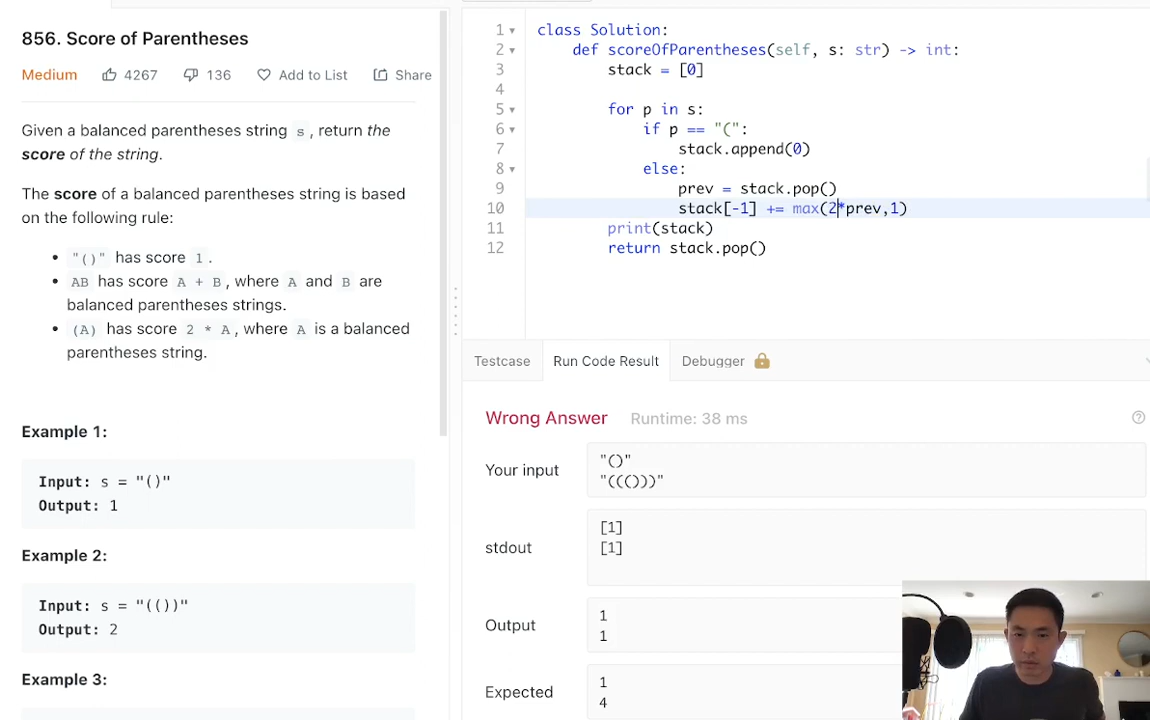 856. Score of Parentheses
Medium 4267 136 Add to List Share
Given a balanced parentheses string s, return the
score of the string.
The score of a balanced parentheses string is based
on the following rule:
• "()" has score 1.
• AB has score A + B, where A and B are
balanced parentheses strings.
• (A) has score 2 * A, where A is a balanced
parentheses string.
Example 1:
Input: s = "()"
Output: 1
Example 2:
Input: s = "(())"
Output: 2
Example 3:
1 class Solution:
2 def scoreOfParentheses(self, s: str) -> int:
3 stack = [0]
4
5 for p in s:
6 if p == "(":
7 stack.append(0)
8 else:
9 prev = stack.pop()
10 stack[-1] += max(2*prev,1)
11 print(stack)
12 return stack.pop()
Testcase Run Code Result Debugger
Wrong Answer Runtime: 38 ms
Your input
"()"
"((()))"
stdout
[1]
[1]
Output
1
1
Expected
1
4